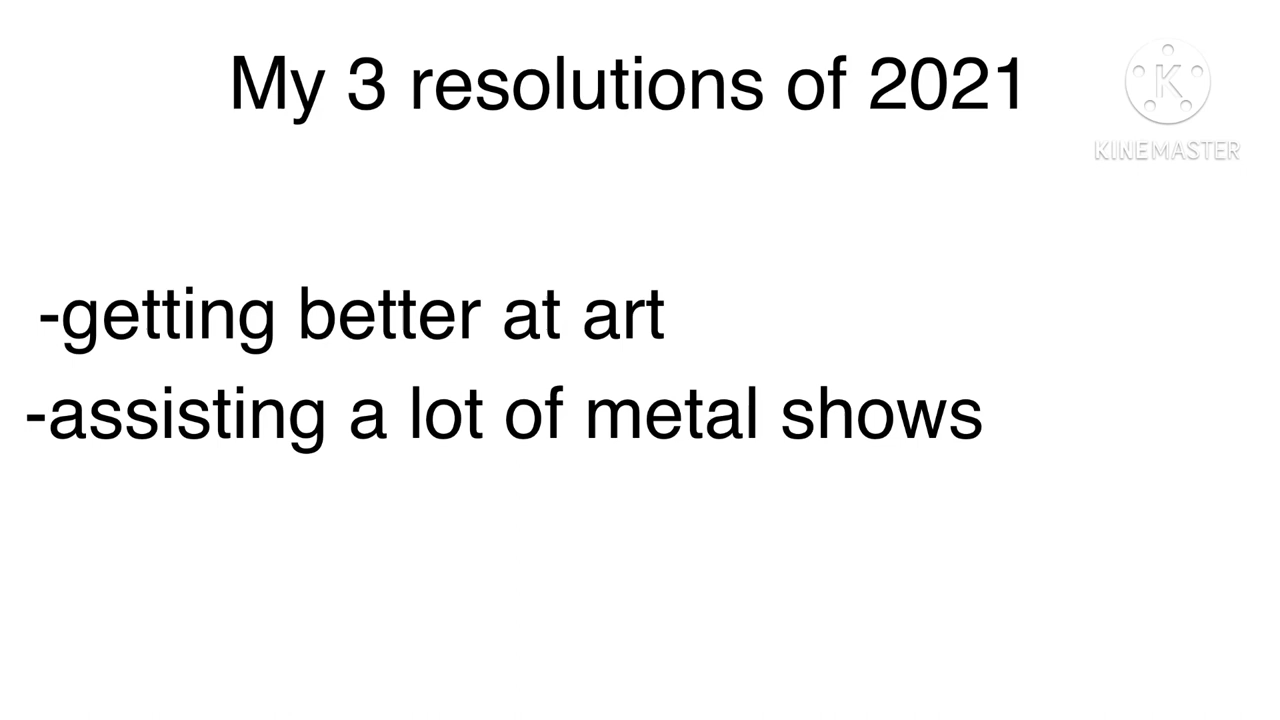 My 3 resolutions of 2021
K
KINEMASTER
-getting better at art
-assisting a lot of metal shows